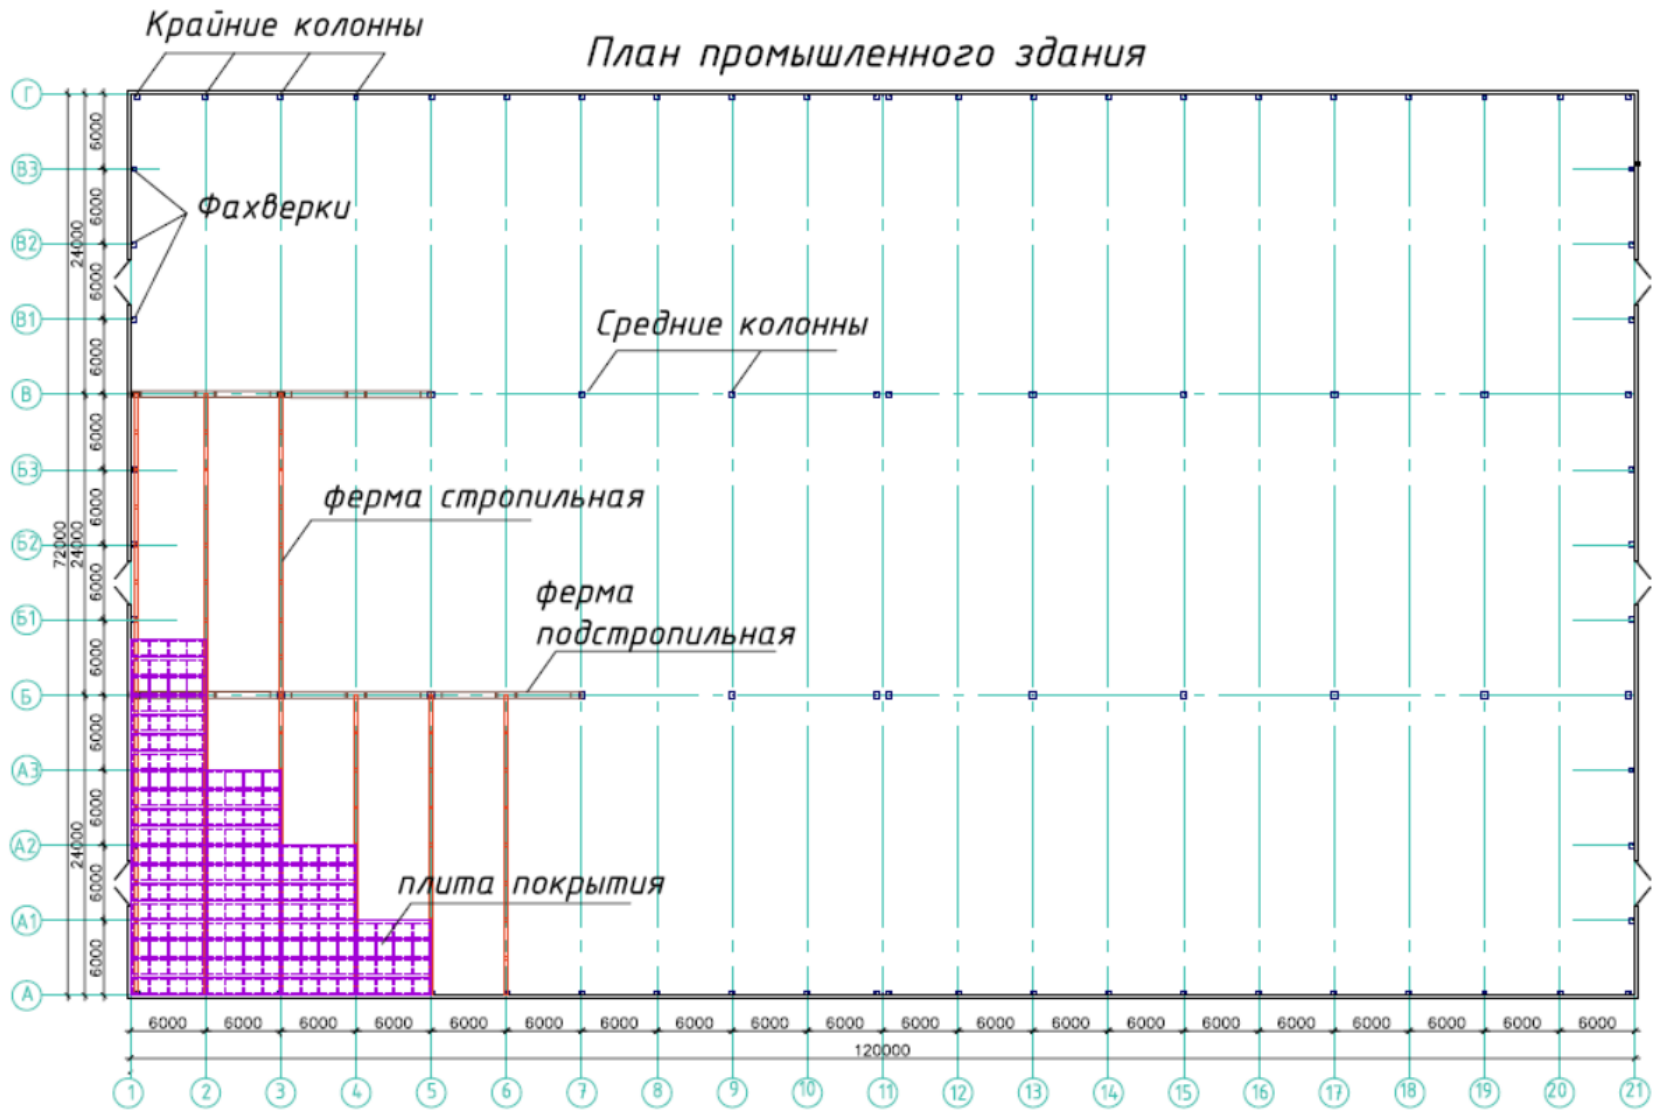 Крайние колонны
План промышленного здания
Г
В3
Фахверки
В2
В1
Средние колонны
В
Б3
ферма стропильная
Б2
ферма
подстропильная
Б1
Б
А3
А2
плита покрытия
А1
А
6000
6000
6000
6000
6000
6000
6000
6000
6000
6000
6000
6000
24000
24000
24000
72000
6000 6000 6000 6000 6000 6000 6000 6000 6000 6000 6000 6000 6000 6000 6000 6000 6000 6000 6000 6000
120000
1 2 3 4 5 6 7 8 9 10 11 12 13 14 15 16 17 18 19 20 21